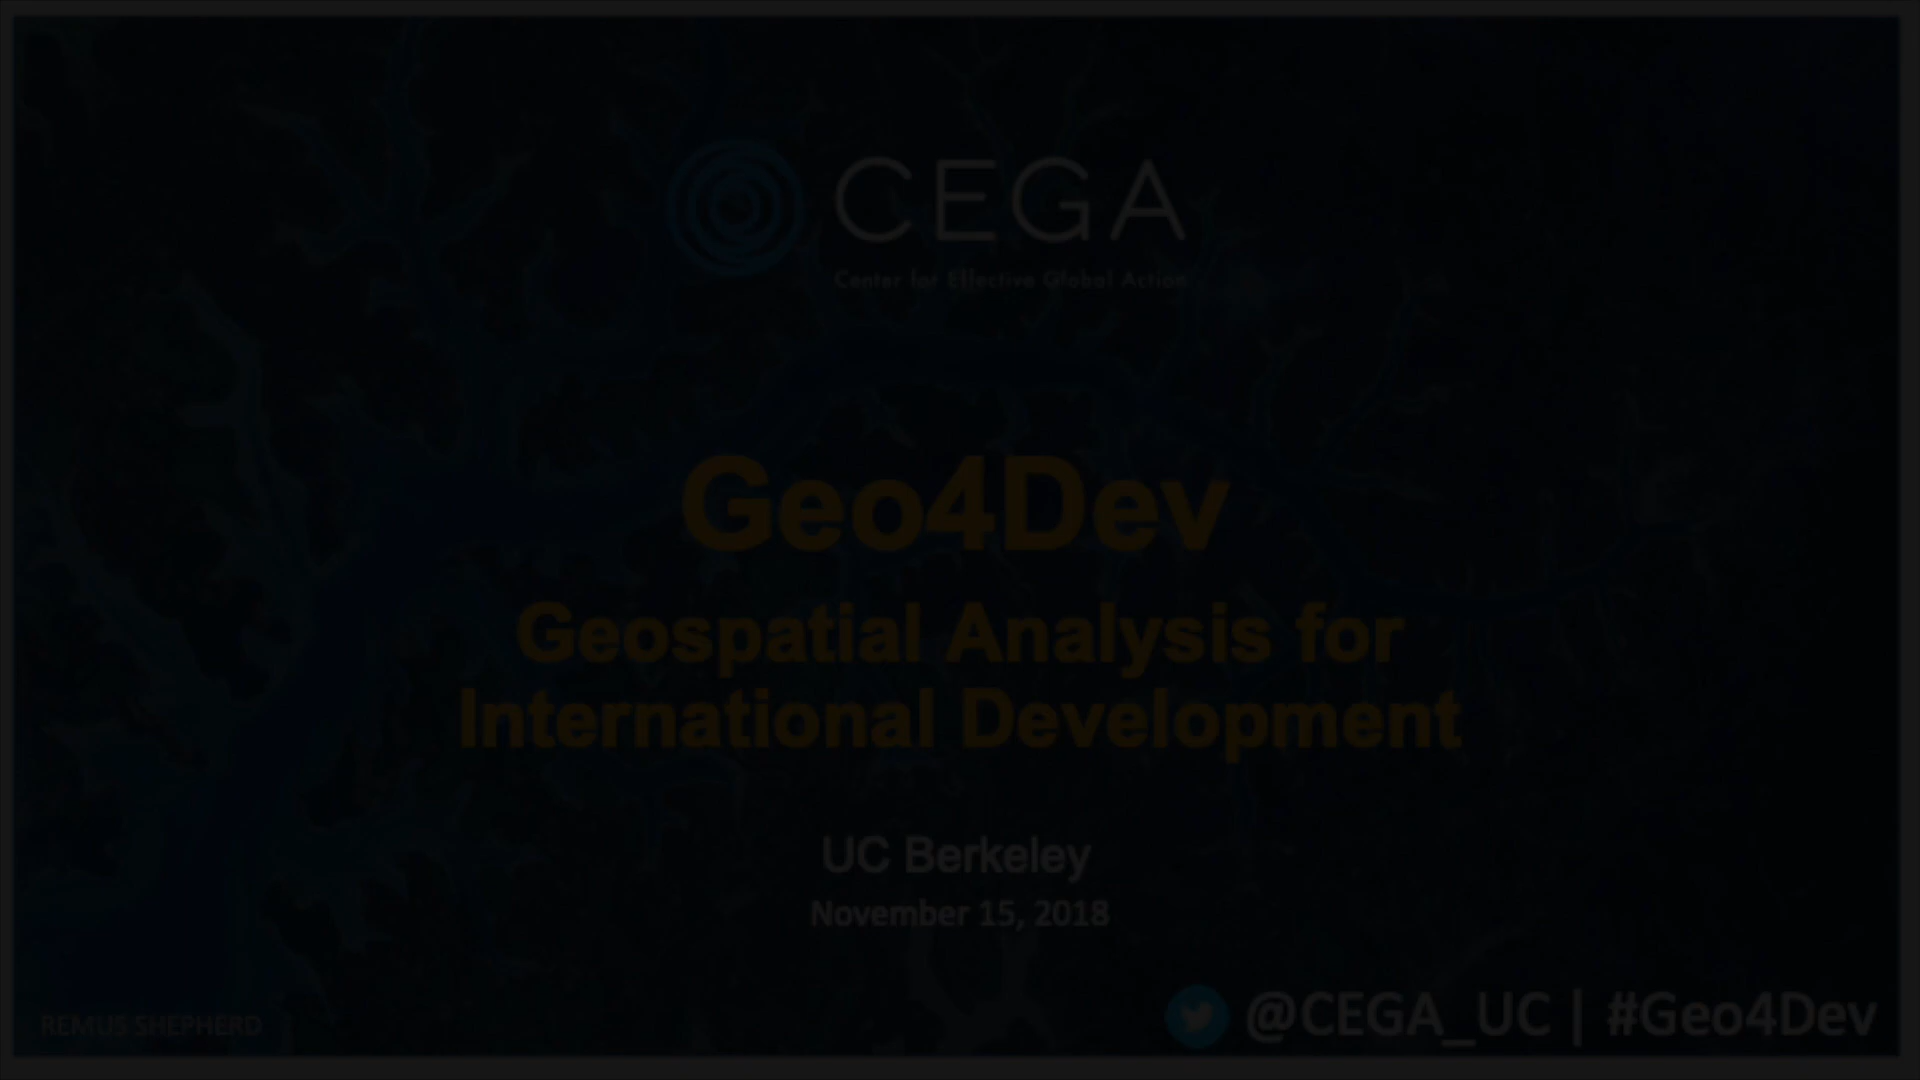 CEGA
Center for Effective Global Action
Geo4Dev
Geospatial Analysis for
International Development
UC Berkeley
November 15, 2018
REMUS SHEPHERD
@CEGA_UC | #Geo4Dev